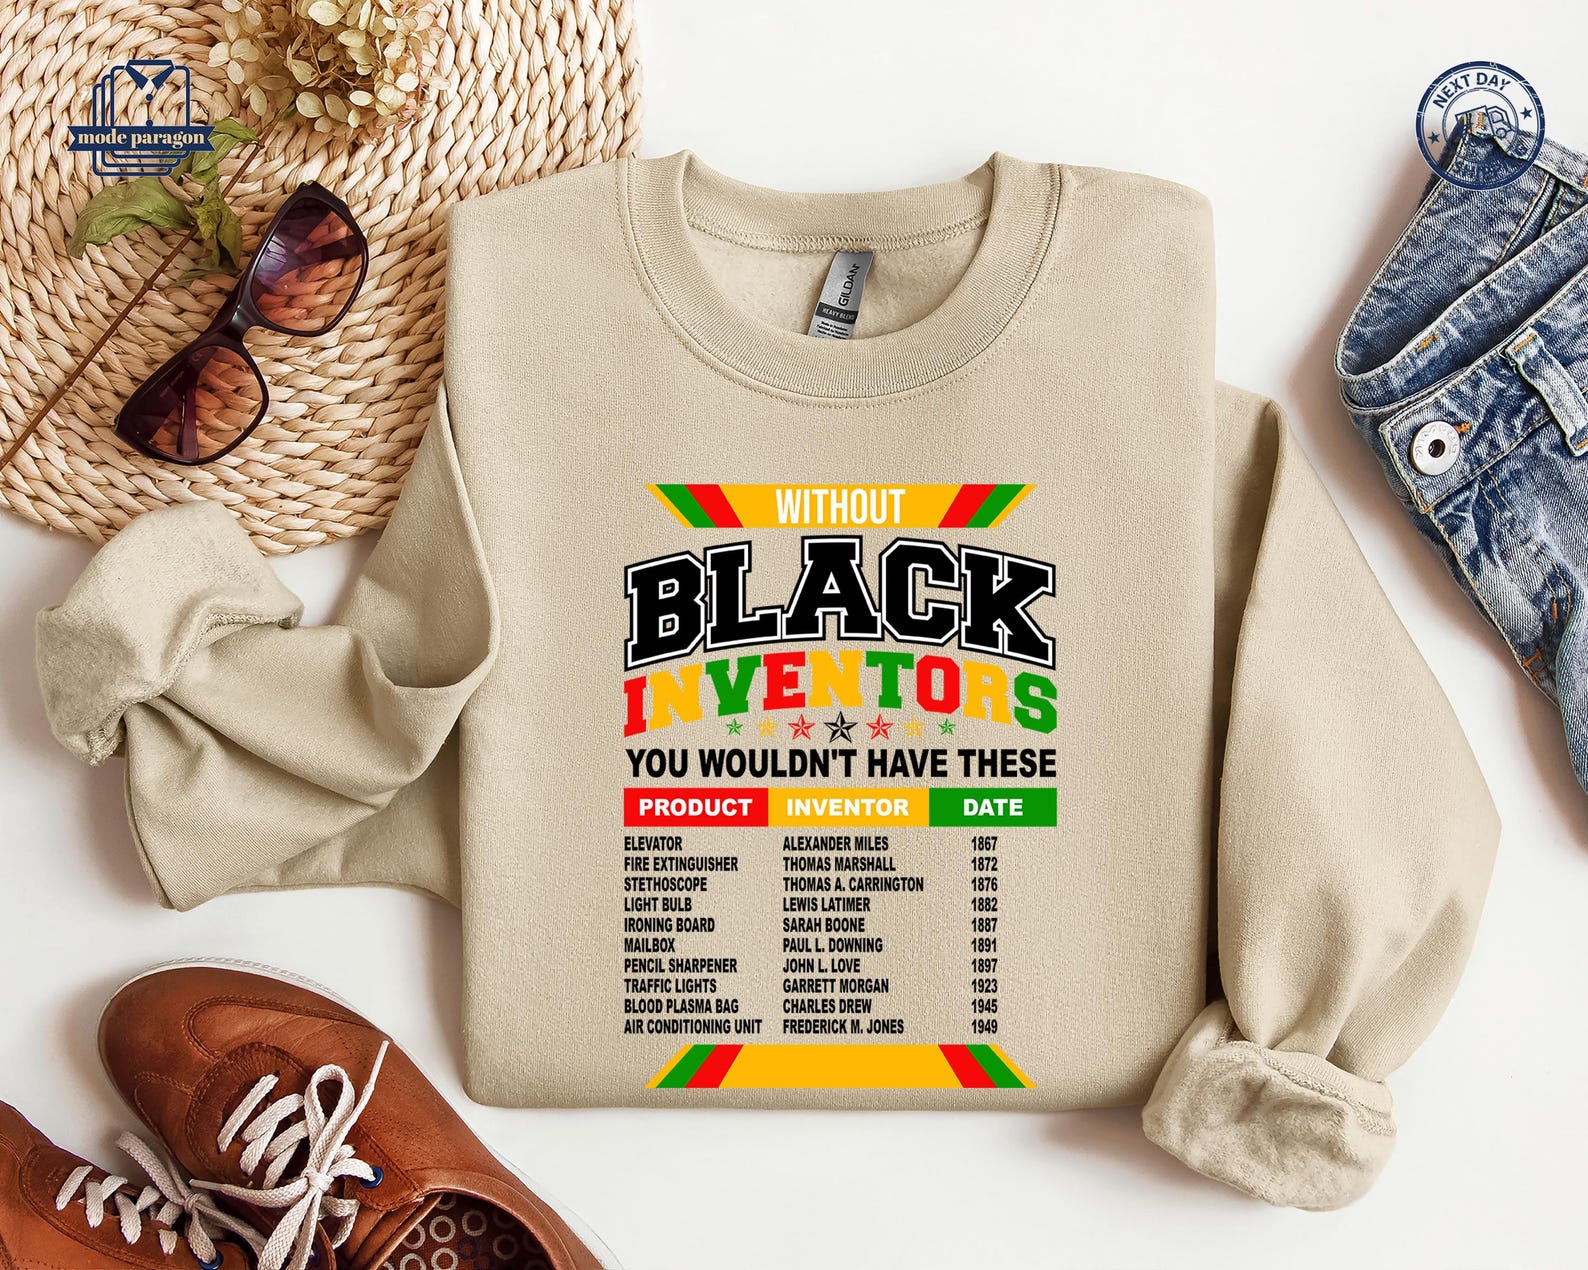 mode paragon
NEXT DAY
GILDAN
HEAVY BLEND
WITHOUT
BLACK
INVENTORS
YOU WOULDN'T HAVE THESE
PRODUCT INVENTOR DATE
ELEVATOR ALEXANDER MILES 1867
FIRE EXTINGUISHER THOMAS MARSHALL 1872
STETHOSCOPE THOMAS A. CARRINGTON 1876
LIGHT BULB LEWIS LATIMER 1882
IRONING BOARD SARAH BOONE 1887
MAILBOX PAUL L. DOWNING 1891
PENCIL SHARPENER JOHN L. LOVE 1897
TRAFFIC LIGHTS GARRETT MORGAN 1923
BLOOD PLASMA BAG CHARLES DREW 1945
AIR CONDITIONING UNIT FREDERICK M. JONES 1949